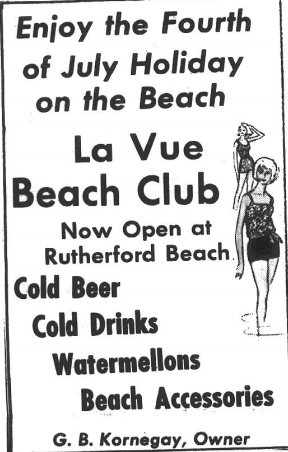 Enjoy the Fourth
of July Holiday
on the Beach
La Vue
Beach Club
Now Open at
Rutherford Beach
Cold Beer
Cold Drinks
Watermellons
Beach Accessories
G. B. Kornegay, Owner